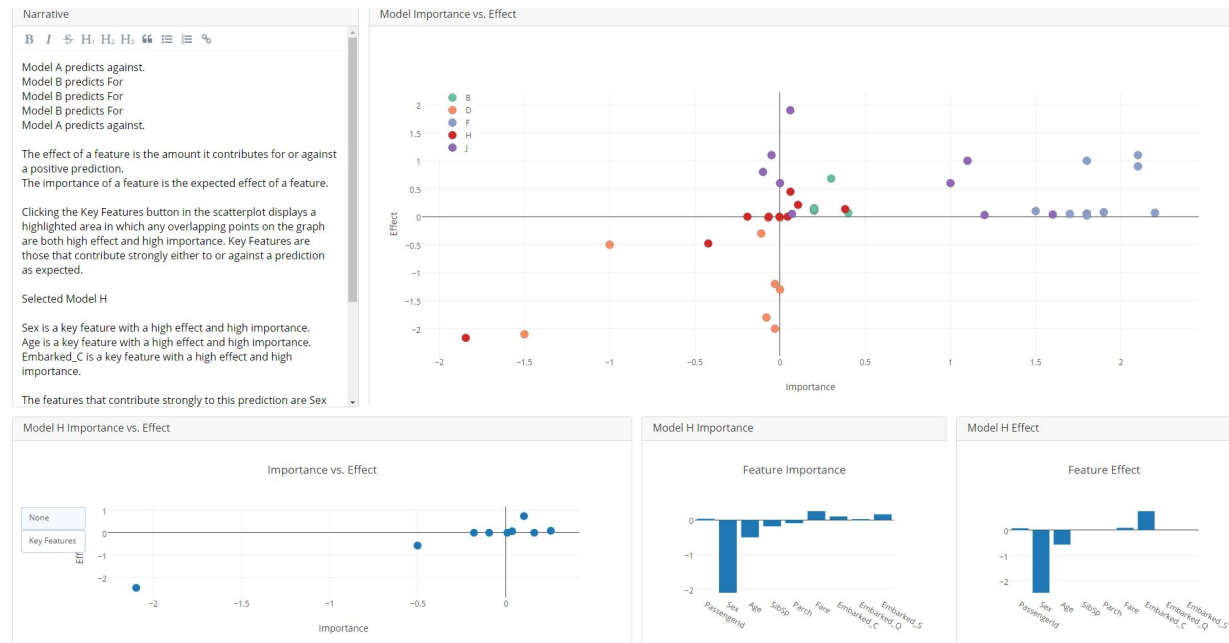 Narrative
B I S H₁ H₂ H₃
Model A predicts against.
Model B predicts For
Model B predicts For
Model B predicts For
Model A predicts against.
The effect of a feature is the amount it contributes for or against
a positive prediction.
The importance of a feature is the expected effect of a feature.
Clicking the Key Features button in the scatterplot displays a
highlighted area in which any overlapping points on the graph
are both high effect and high importance. Key Features are
those that contribute strongly either to or against a prediction
as expected.
Selected Model H
Sex is a key feature with a high effect and high importance.
Age is a key feature with a high effect and high importance.
Embarked_C is a key feature with a high effect and high
importance.
The features that contribute strongly to this prediction are Sex
Model Importance vs. Effect
B
D
F
H
J
2
1.5
1
0.5
0
−0.5
−1
−1.5
−2
Effect
−2 −1.5 −1 −0.5 0 0.5 1 1.5 2
Importance
Model H Importance vs. Effect
Importance vs. Effect
None
Key Features
1
0
−1
−2
Eff
−2 −1.5 −1 −0.5 0
Importance
Model H Importance
Feature Importance
0
−1
−2
PassengerId Sex Age SibSp Parch Fare Embarked_C Embarked_Q Embarked_S
Model H Effect
Feature Effect
0
−1
−2
PassengerId Sex Age SibSp Parch Fare Embarked_C Embarked_Q Embarked_S